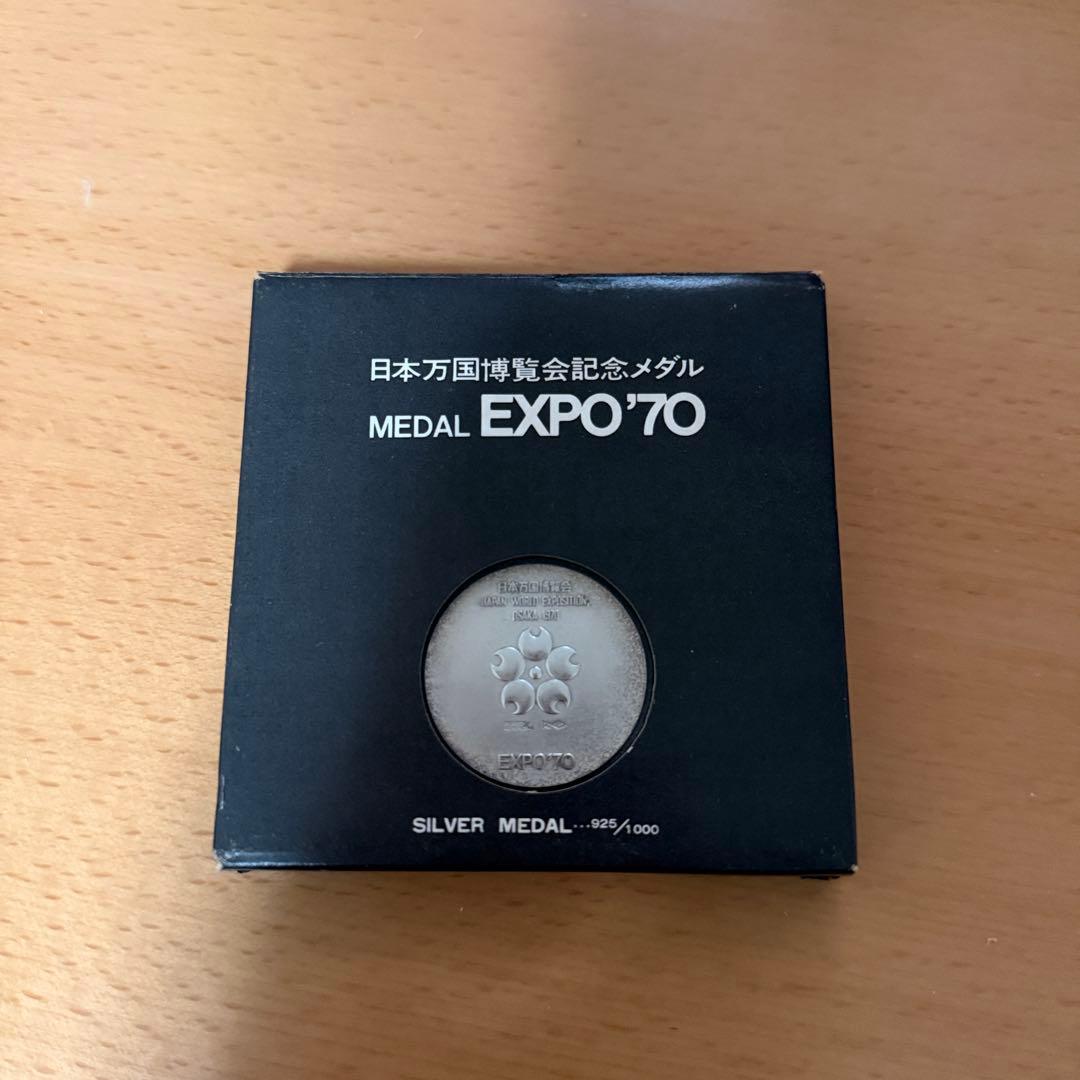 日本万国博覧会記念メダル
MEDAL EXPO'70
日本万国博覧会
JAPAN WORLD EXPOSITION
OSAKA 1970
EXPO'70
SILVER MEDAL...925/1000